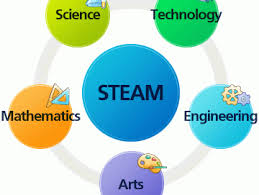 Science
Technology
STEAM
Mathematics
Engineering
Arts